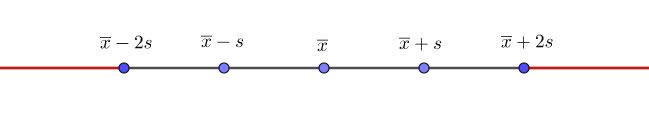 x̅ − 2s x̅ − s x̅ x̅ + s x̅ + 2s